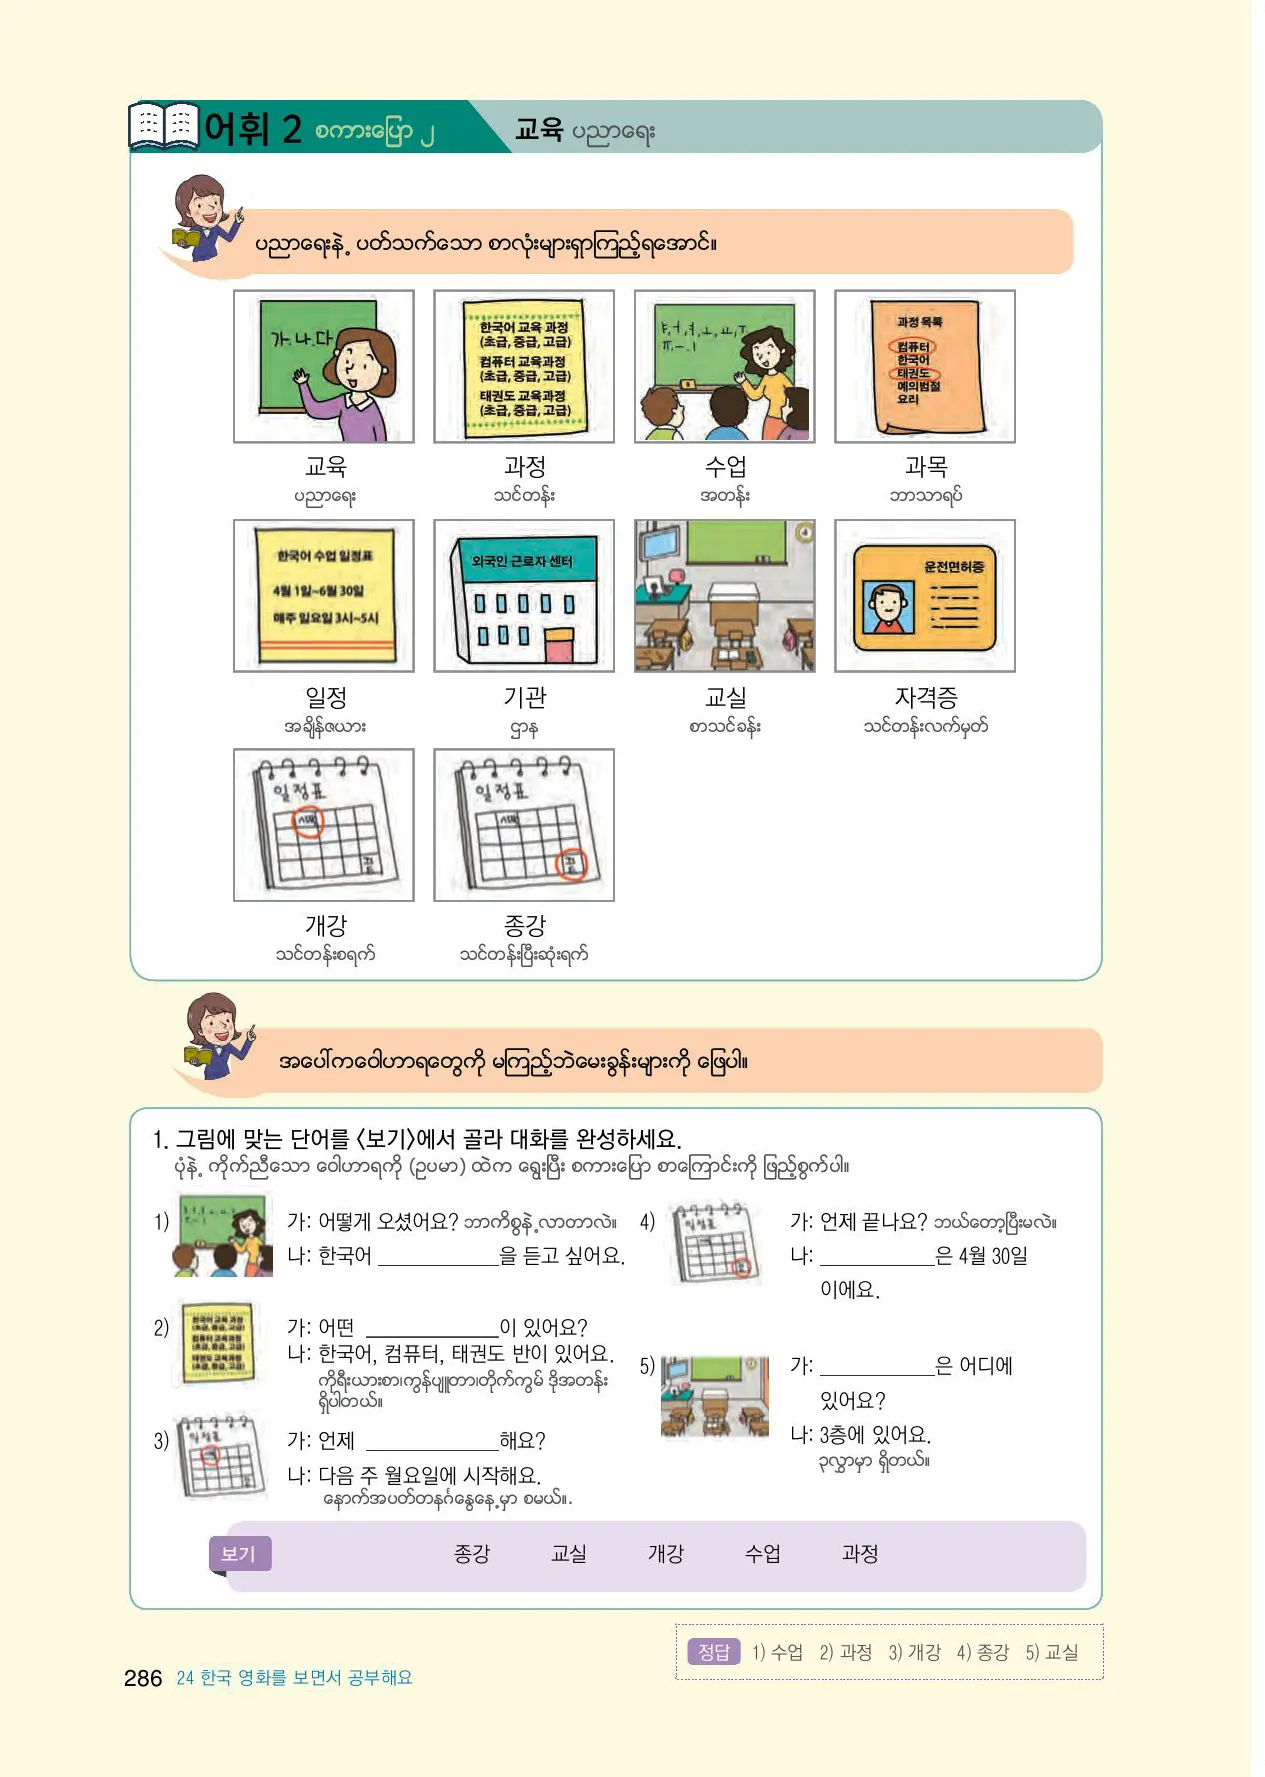 어휘 2 စကားပြော ၂ 교육 ပညာရေး
ပညာရေးနဲ့ ပတ်သက်သော စာလုံးများရှာကြည့်ရအောင်။
가. 나. 다
한국어 교육 과정
(초급, 중급, 고급)
컴퓨터 교육과정
(초급, 중급, 고급)
태권도 교육과정
(초급, 중급, 고급)
과정 목록
컴퓨터
한국어
태권도
예의범절
요리
교육 과정 수업 과목
ပညာရေး သင်တန်း အတန်း ဘာသာရပ်
한국어 수업 일정표
4월 1일~6월 30일
매주 일요일 3시~5시
외국인 근로자 센터
운전면허증
일정 기관 교실 자격증
အချိန်ဇယား ဌာန စာသင်ခန်း သင်တန်းလက်မှတ်
일정표 일정표
끝 끝
개강 종강
သင်တန်းစရက် သင်တန်းပြီးဆုံးရက်
အပေါ်ကဝေါဟာရတွေကို မကြည့်ဘဲမေးခွန်းများကို ဖြေပါ။
1. 그림에 맞는 단어를 〈보기〉에서 골라 대화를 완성하세요.
ပုံနဲ့ ကိုက်ညီသော ဝေါဟာရကို (ဥပမာ) ထဲက ရွေးပြီး စကားပြော စာကြောင်းကို ဖြည့်စွက်ပါ။
1) 가: 어떻게 오셨어요? ဘာကိစ္စနဲ့လာတာလဲ။
나: 한국어 ____________을 듣고 싶어요.
2) 가: 어떤 ____________이 있어요?
나: 한국어, 컴퓨터, 태권도 반이 있어요.
ကိုရီးယားစာ၊ကွန်ပျူတာ၊တိုက်ကွမ် ဒိုအတန်း
ရှိပါတယ်။
3) 가: 언제 ____________해요?
나: 다음 주 월요일에 시작해요.
နောက်အပတ်တနင်္ဂနွေနေ့မှာ စမယ်။.
4) 가: 언제 끝나요? ဘယ်တော့ပြီးမလဲ။
나: ____________은 4월 30일
이에요.
5) 가: ____________은 어디에
있어요?
나: 3층에 있어요.
၃လွှာမှာ ရှိတယ်။
보기 종강 교실 개강 수업 과정
정답 1) 수업 2) 과정 3) 개강 4) 종강 5) 교실
286 24 한국 영화를 보면서 공부해요